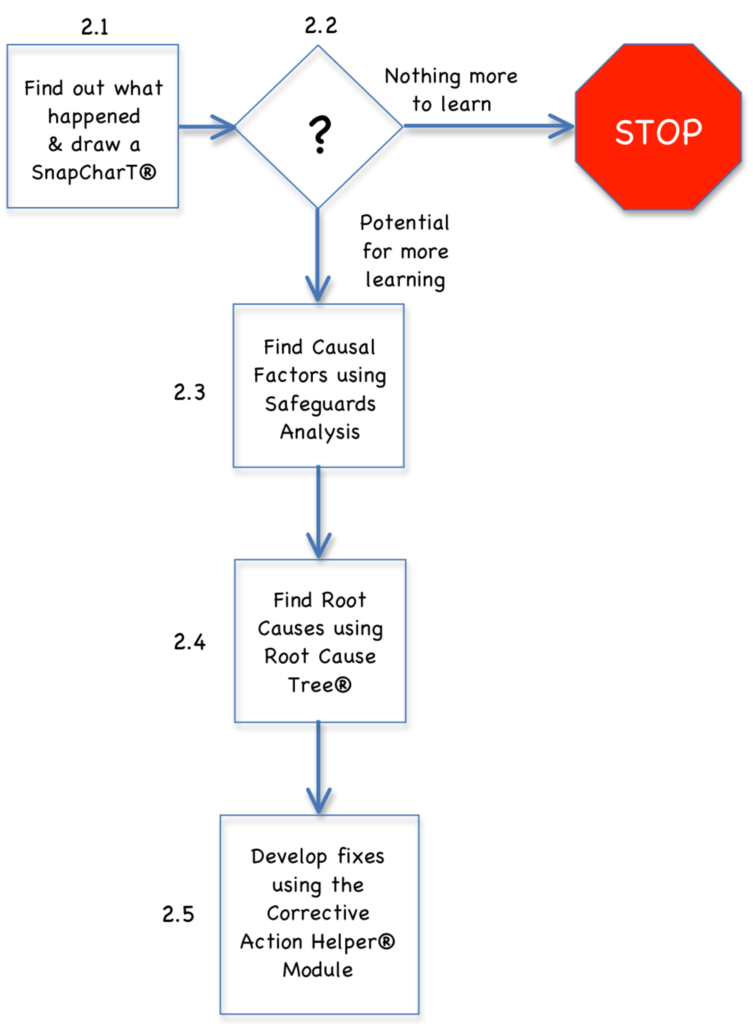 2.1
Find out what
happened
& draw a
SnapCharT®
2.2
?
Nothing more
to learn
STOP
Potential
for more
learning
2.3
Find Causal
Factors using
Safeguards
Analysis
2.4
Find Root
Causes using
Root Cause
Tree®
2.5
Develop fixes
using the
Corrective
Action Helper®
Module